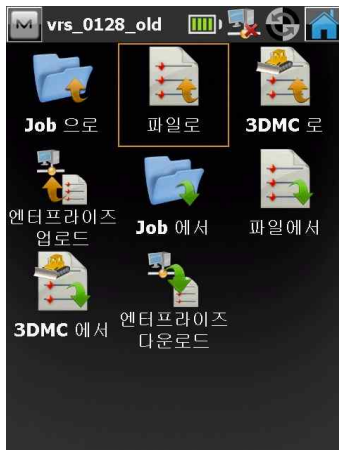 vrs_0128_old
Job 으로
파일로
3DMC 로
엔터프라이즈
업로드
Job 에서
파일에서
3DMC 에서
엔터프라이즈
다운로드